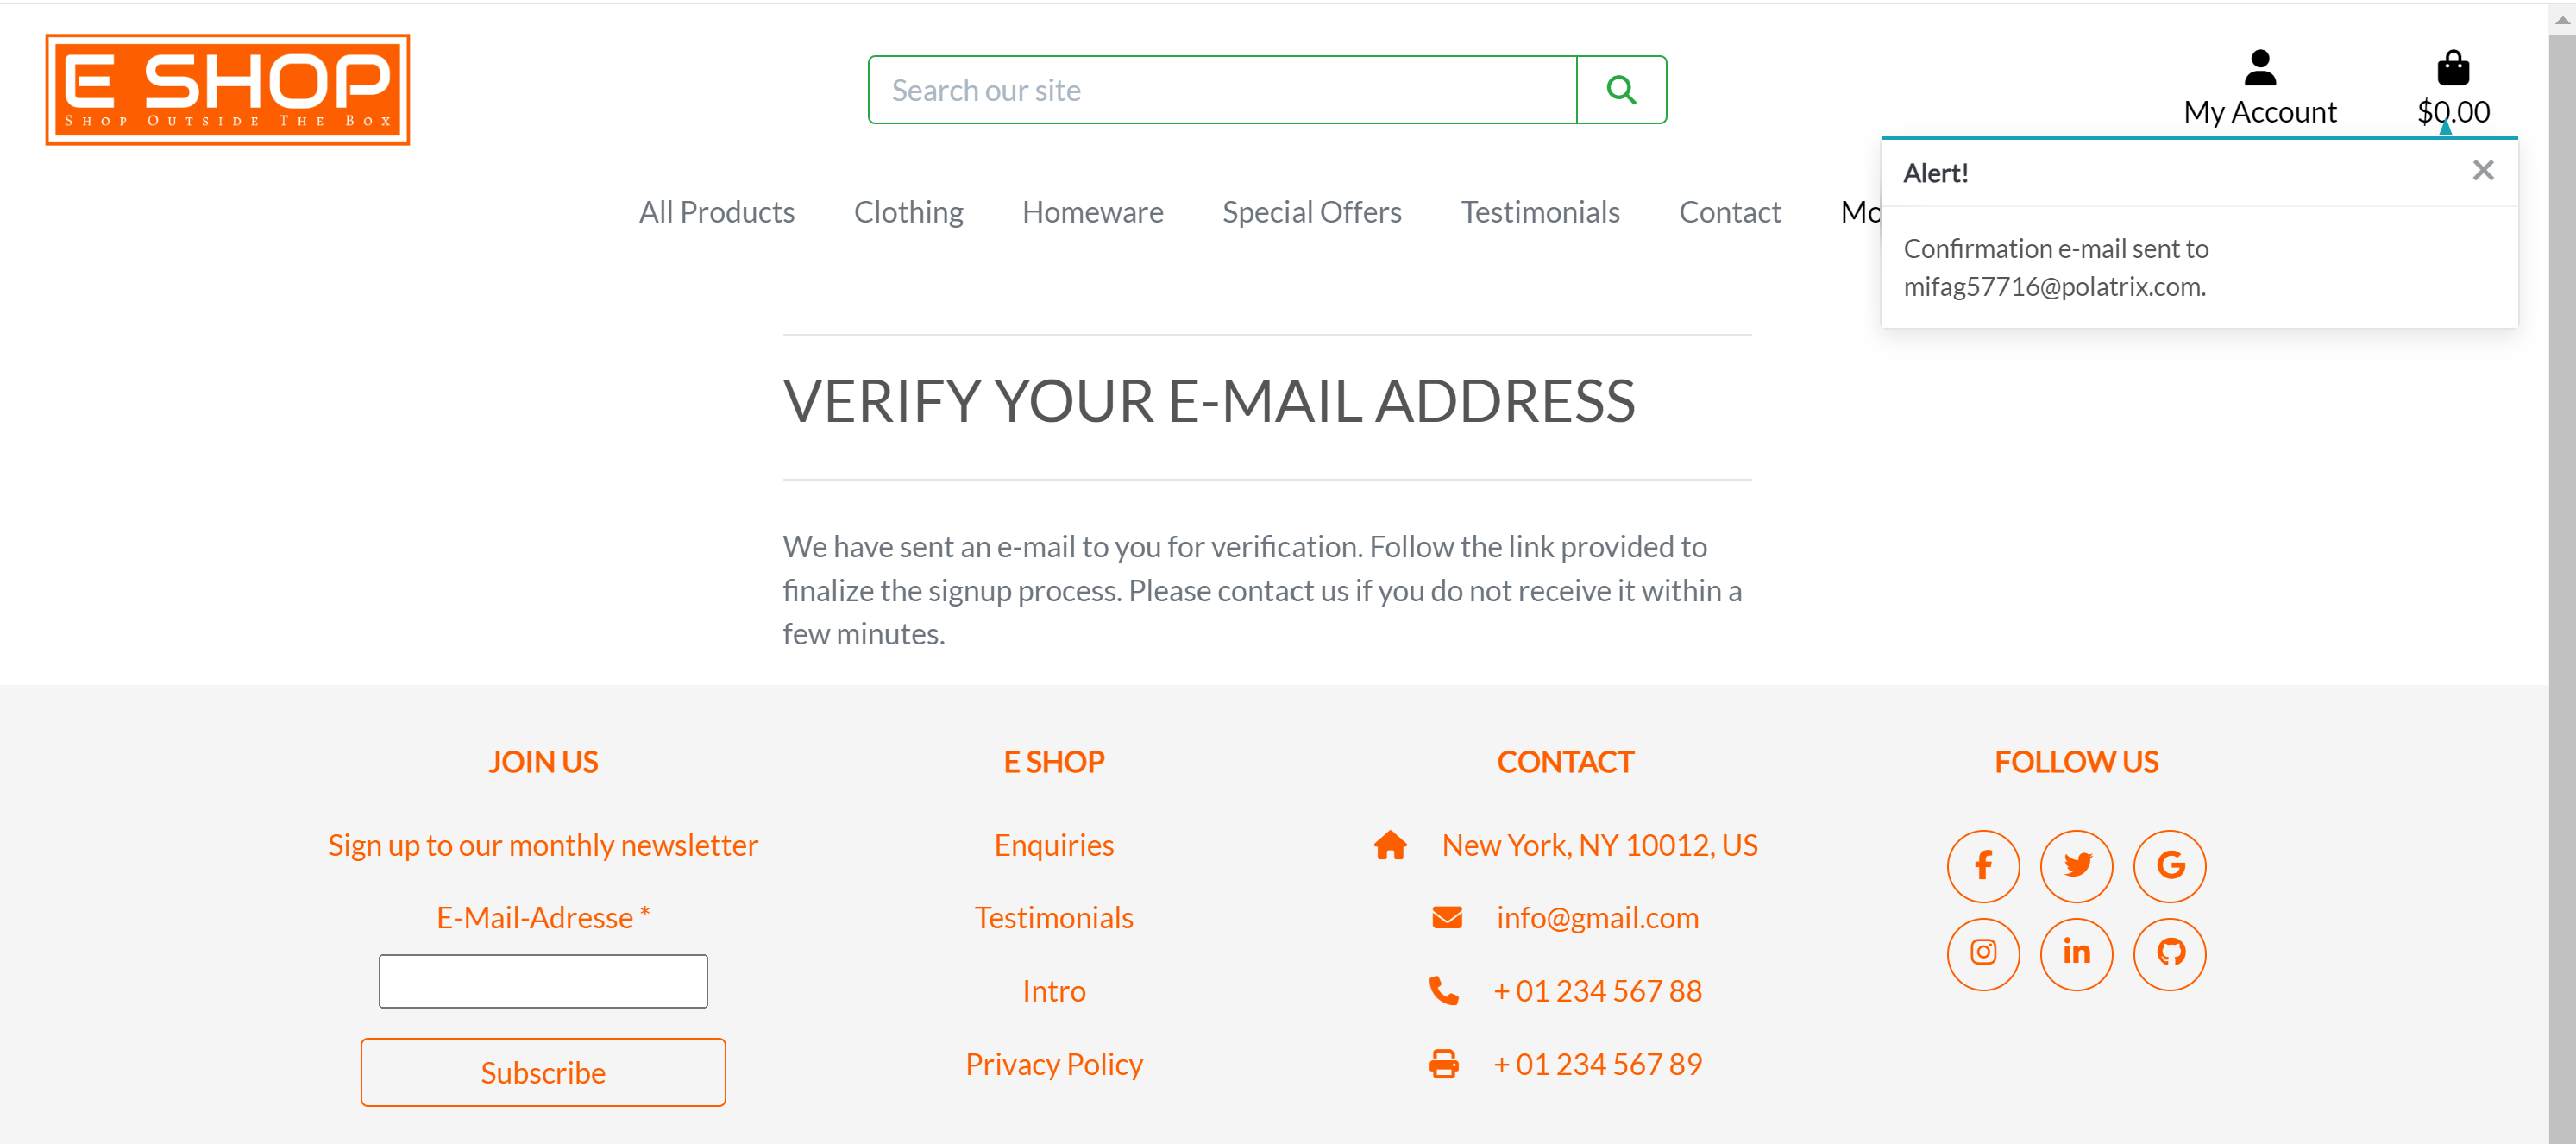 E SHOP
Shop Outside The Box
Search our site
My Account
$0.00
All Products
Clothing
Homeware
Special Offers
Testimonials
Contact
Alert!
Confirmation e-mail sent to
mifag57716@polatrix.com.
VERIFY YOUR E-MAIL ADDRESS
We have sent an e-mail to you for verification. Follow the link provided to
finalize the signup process. Please contact us if you do not receive it within a
few minutes.
JOIN US
Sign up to our monthly newsletter
E-Mail-Adresse *
Subscribe
E SHOP
Enquiries
Testimonials
Intro
Privacy Policy
CONTACT
New York, NY 10012, US
info@gmail.com
+ 01 234 567 88
+ 01 234 567 89
FOLLOW US